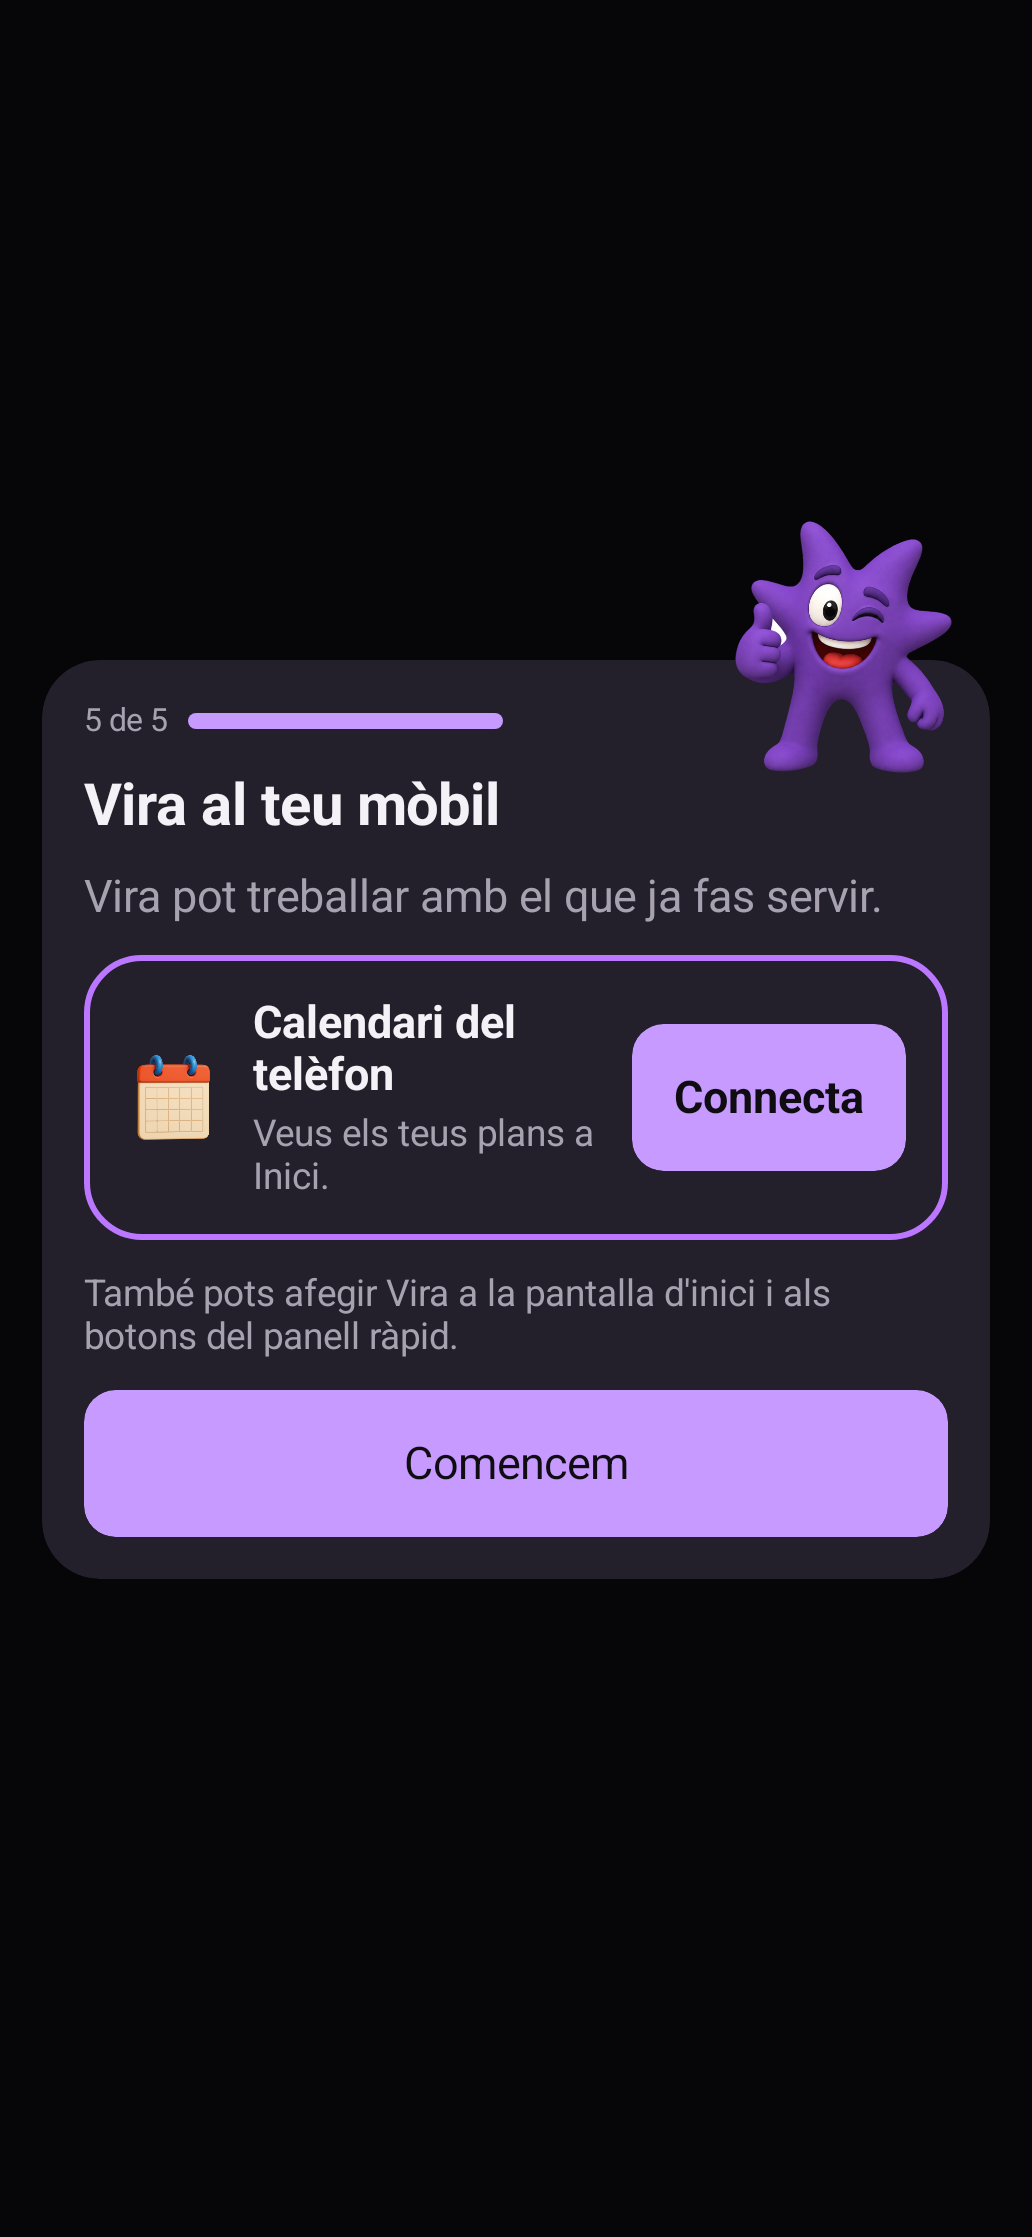 5 de 5
Vira al teu mòbil
Vira pot treballar amb el que ja fas servir.
Calendari del
telèfon
Veus els teus plans a
Inici.
Connecta
També pots afegir Vira a la pantalla d'inici i als
botons del panell ràpid.
Comencem